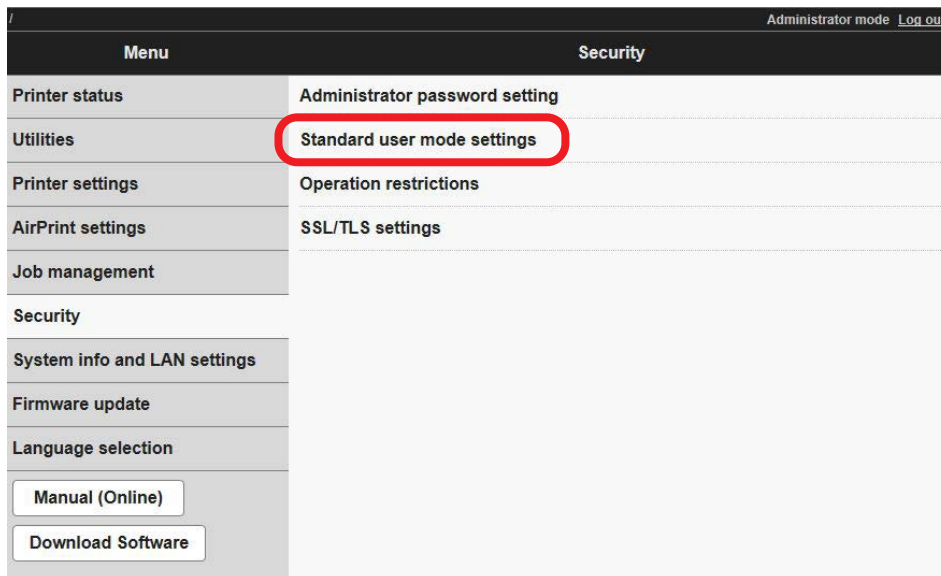 /
Administrator mode Log ou
Menu
Security
Printer status
Utilities
Printer settings
AirPrint settings
Job management
Security
System info and LAN settings
Firmware update
Language selection
Manual (Online)
Download Software
Administrator password setting
Standard user mode settings
Operation restrictions
SSL/TLS settings